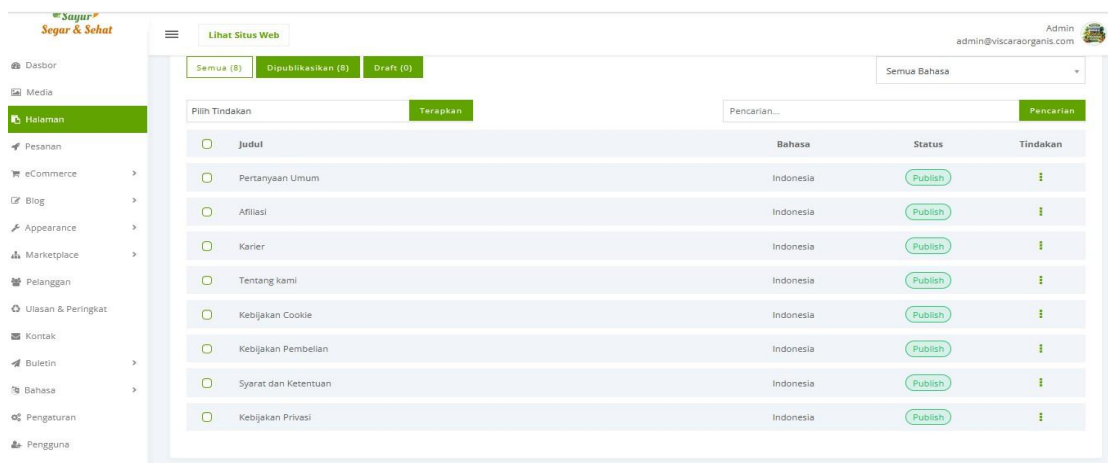 Sayur
Segar & Sehat
Lihat Situs Web
Admin
admin@viscaraorganis.com
Dasbor
Media
Halaman
Pesanan
eCommerce
Blog
Appearance
Marketplace
Pelanggan
Ulasan & Peringkat
Kontak
Buletin
Bahasa
Pengaturan
Pengguna
Semua (8) Dipublikasikan (8) Draft (0) Semua Bahasa
Pilih Tindakan Terapkan Pencarian... Pencarian
Judul Bahasa Status Tindakan
Pertanyaan Umum Indonesia Publish
Afiliasi Indonesia Publish
Karier Indonesia Publish
Tentang kami Indonesia Publish
Kebijakan Cookie Indonesia Publish
Kebijakan Pembelian Indonesia Publish
Syarat dan Ketentuan Indonesia Publish
Kebijakan Privasi Indonesia Publish